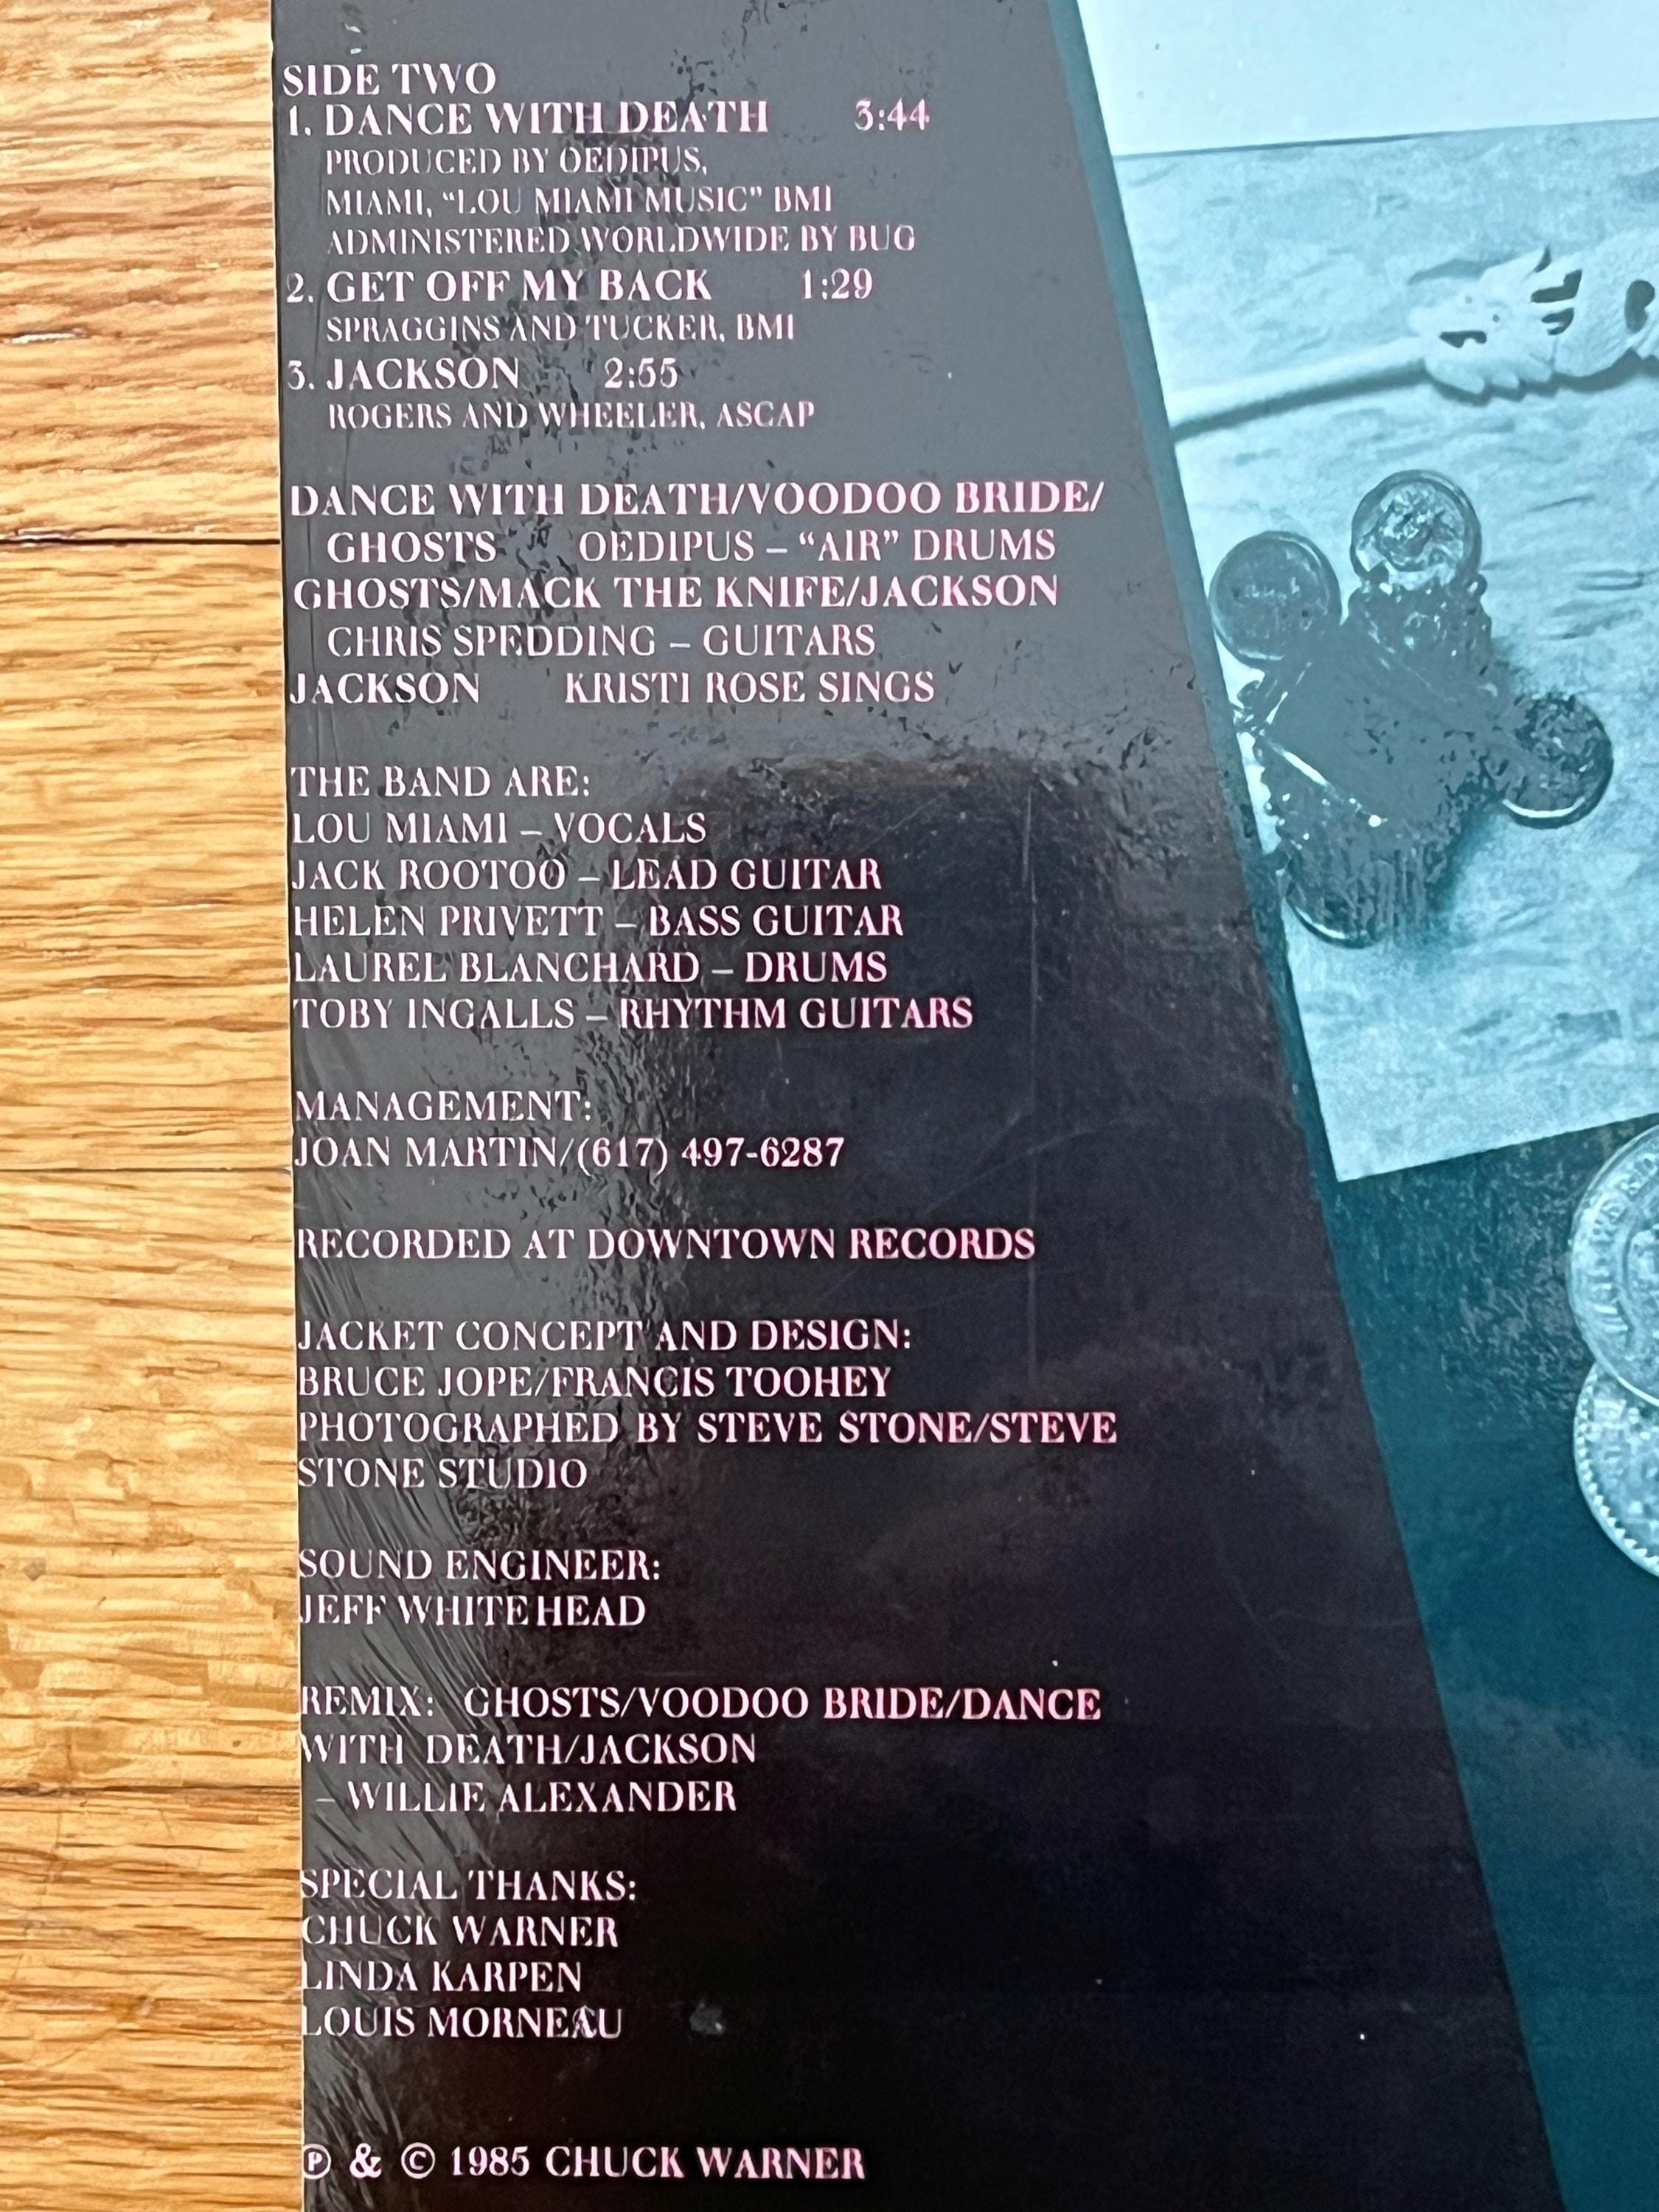 SIDE TWO
1. DANCE WITH DEATH 3:44
PRODUCED BY OEDIPUS,
MIAMI, “LOU MIAMI MUSIC” BMI
ADMINISTERED WORLDWIDE BY BUG
2. GET OFF MY BACK 1:29
SPRAGGINS AND TUCKER, BMI
3. JACKSON 2:55
ROGERS AND WHEELER, ASCAP
DANCE WITH DEATH/VOODOO BRIDE/
GHOSTS OEDIPUS – “AIR” DRUMS
GHOSTS/MACK THE KNIFE/JACKSON
CHRIS SPEDDING – GUITARS
JACKSON KRISTI ROSE SINGS
THE BAND ARE:
LOU MIAMI – VOCALS
JACK ROOTOO – LEAD GUITAR
HELEN PRIVETT – BASS GUITAR
LAUREL BLANCHARD – DRUMS
TOBY INGALLS – RHYTHM GUITARS
MANAGEMENT:
JOAN MARTIN/(617) 497-6287
RECORDED AT DOWNTOWN RECORDS
JACKET CONCEPT AND DESIGN:
BRUCE JOPE/FRANCIS TOOHEY
PHOTOGRAPHED BY STEVE STONE/STEVE
STONE STUDIO
SOUND ENGINEER:
JEFF WHITEHEAD
REMIX: GHOSTS/VOODOO BRIDE/DANCE
WITH DEATH/JACKSON
– WILLIE ALEXANDER
SPECIAL THANKS:
CHUCK WARNER
LINDA KARPEN
LOUIS MORNEAU
℗ & © 1985 CHUCK WARNER